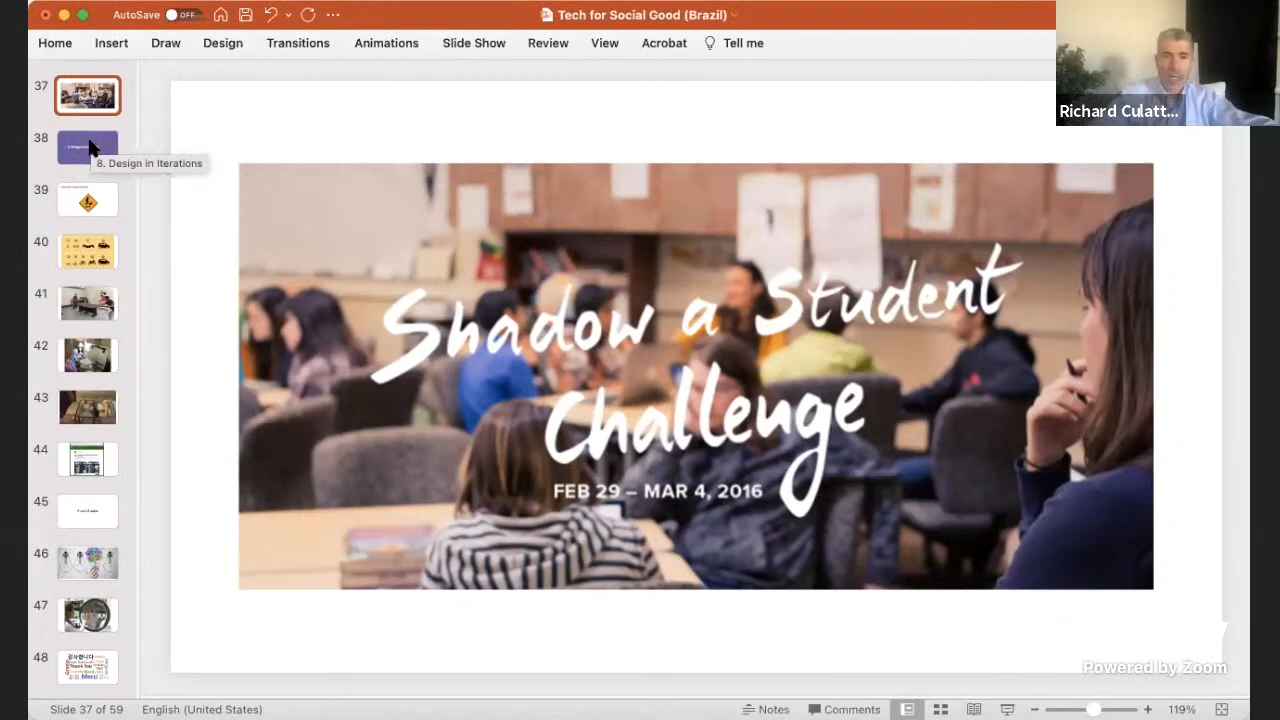 AutoSave OFF
Tech for Social Good (Brazil)
Home Insert Draw Design Transitions Animations Slide Show Review View Acrobat Tell me
Richard Culatt...
37
38
8. Design in Iterations
39
40
41
42
43
44
45
46
47
48
Shadow a Student
Challenge
FEB 29 – MAR 4, 2016
Powered by Zoom
Slide 37 of 59 English (United States) Notes Comments 119%